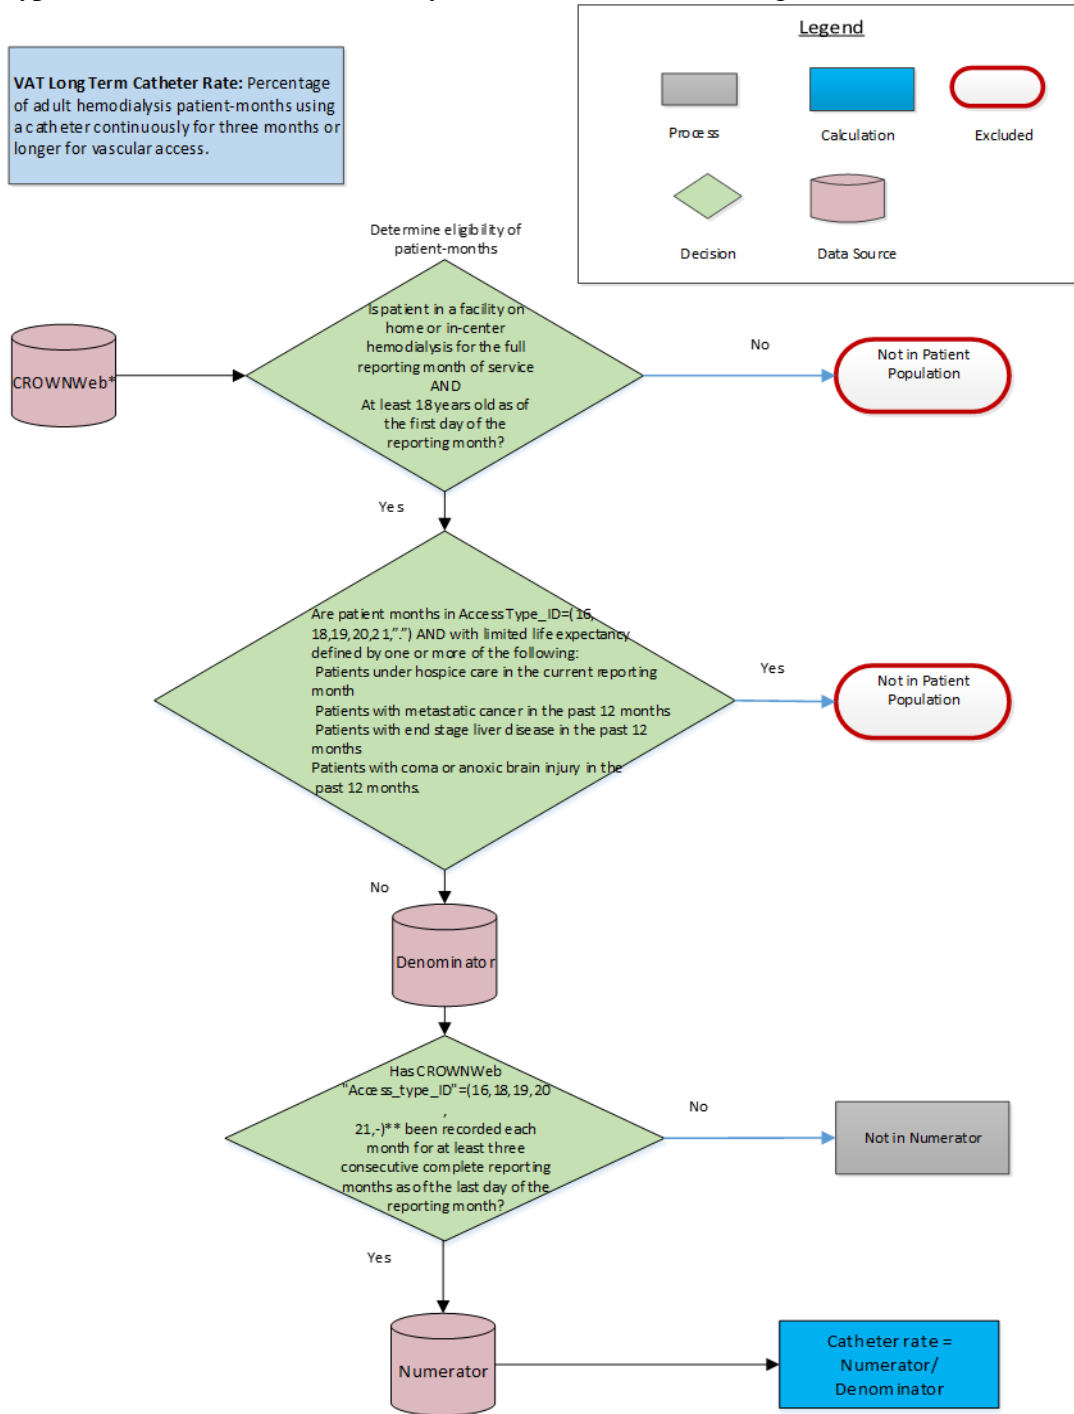 Legend
VAT Long Term Catheter Rate: Percentage
of adult hemodialysis patient-months using
a catheter continuously for three months or
longer for vascular access.
Process
Calculation
Excluded
Decision
Data Source
Determine eligibility of
patient-months
CROWNWeb*
Is patient in a facility on
home or in-center
hemodialysis for the full
reporting month of service
AND
At least 18 years old as of
the first day of the
reporting month?
No
Not in Patient
Population
Yes
Are patient months in AccessType_ID=(16,
18,19,20,21,".") AND with limited life expectancy
defined by one or more of the following:
Patients under hospice care in the current reporting
month
Patients with metastatic cancer in the past 12 months
Patients with end stage liver disease in the past 12
months
Patients with coma or anoxic brain injury in the
past 12 months.
Yes
Not in Patient
Population
No
Denominator
Has CROWNWeb
"Access_type_ID"=(16,18,19,20
,
21,-)** been recorded each
month for at least three
consecutive complete reporting
months as of the last day of the
reporting month?
No
Not in Numerator
Yes
Numerator
Catheter rate =
Numerator/
Denominator